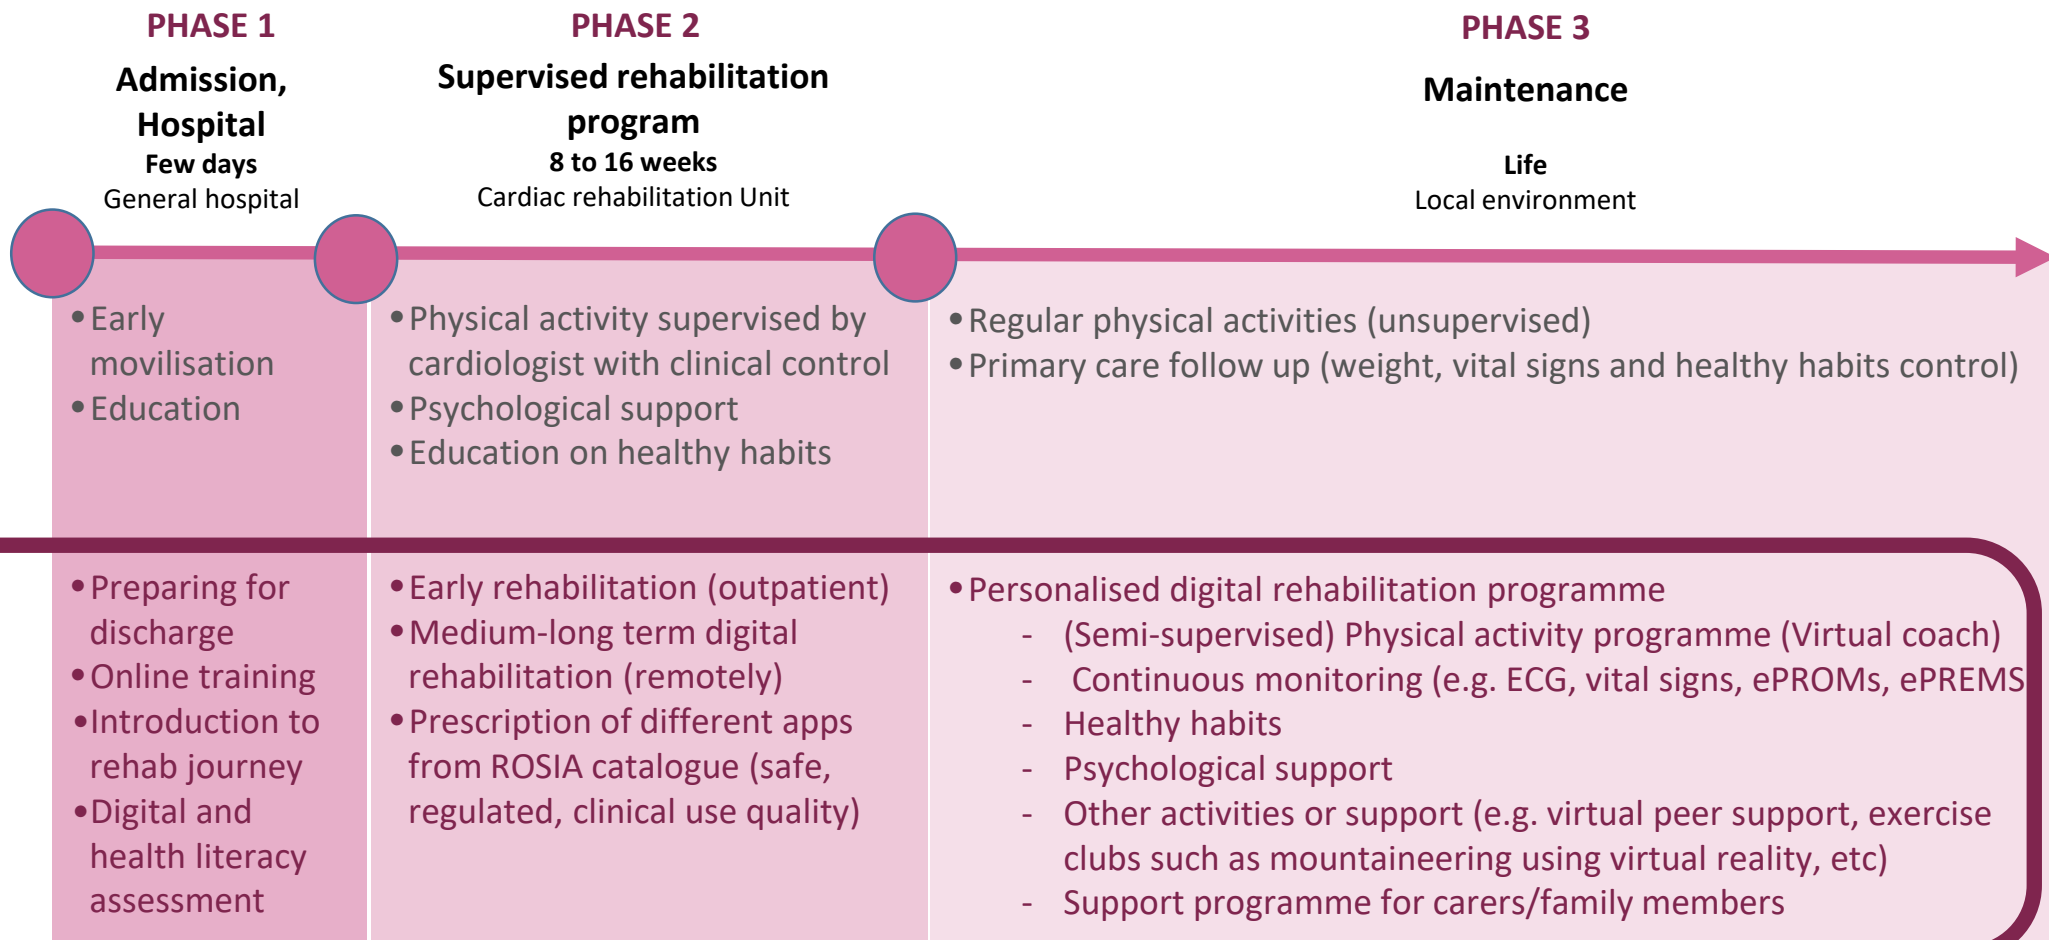 PHASE 1
Admission,
Hospital
Few days
General hospital
PHASE 2
Supervised rehabilitation
program
8 to 16 weeks
Cardiac rehabilitation Unit
PHASE 3
Maintenance
Life
Local environment
•Early
movilisation
•Education
•Physical activity supervised by
cardiologist with clinical control
•Psychological support
•Education on healthy habits
•Regular physical activities (unsupervised)
•Primary care follow up (weight, vital signs and healthy habits control)
•Preparing for
discharge
•Online training
•Introduction to
rehab journey
•Digital and
health literacy
assessment
•Early rehabilitation (outpatient)
•Medium-long term digital
rehabilitation (remotely)
•Prescription of different apps
from ROSIA catalogue (safe,
regulated, clinical use quality)
•Personalised digital rehabilitation programme
- (Semi-supervised) Physical activity programme (Virtual coach)
- Continuous monitoring (e.g. ECG, vital signs, ePROMs, ePREMS
- Healthy habits
- Psychological support
- Other activities or support (e.g. virtual peer support, exercise
clubs such as mountaineering using virtual reality, etc)
- Support programme for carers/family members